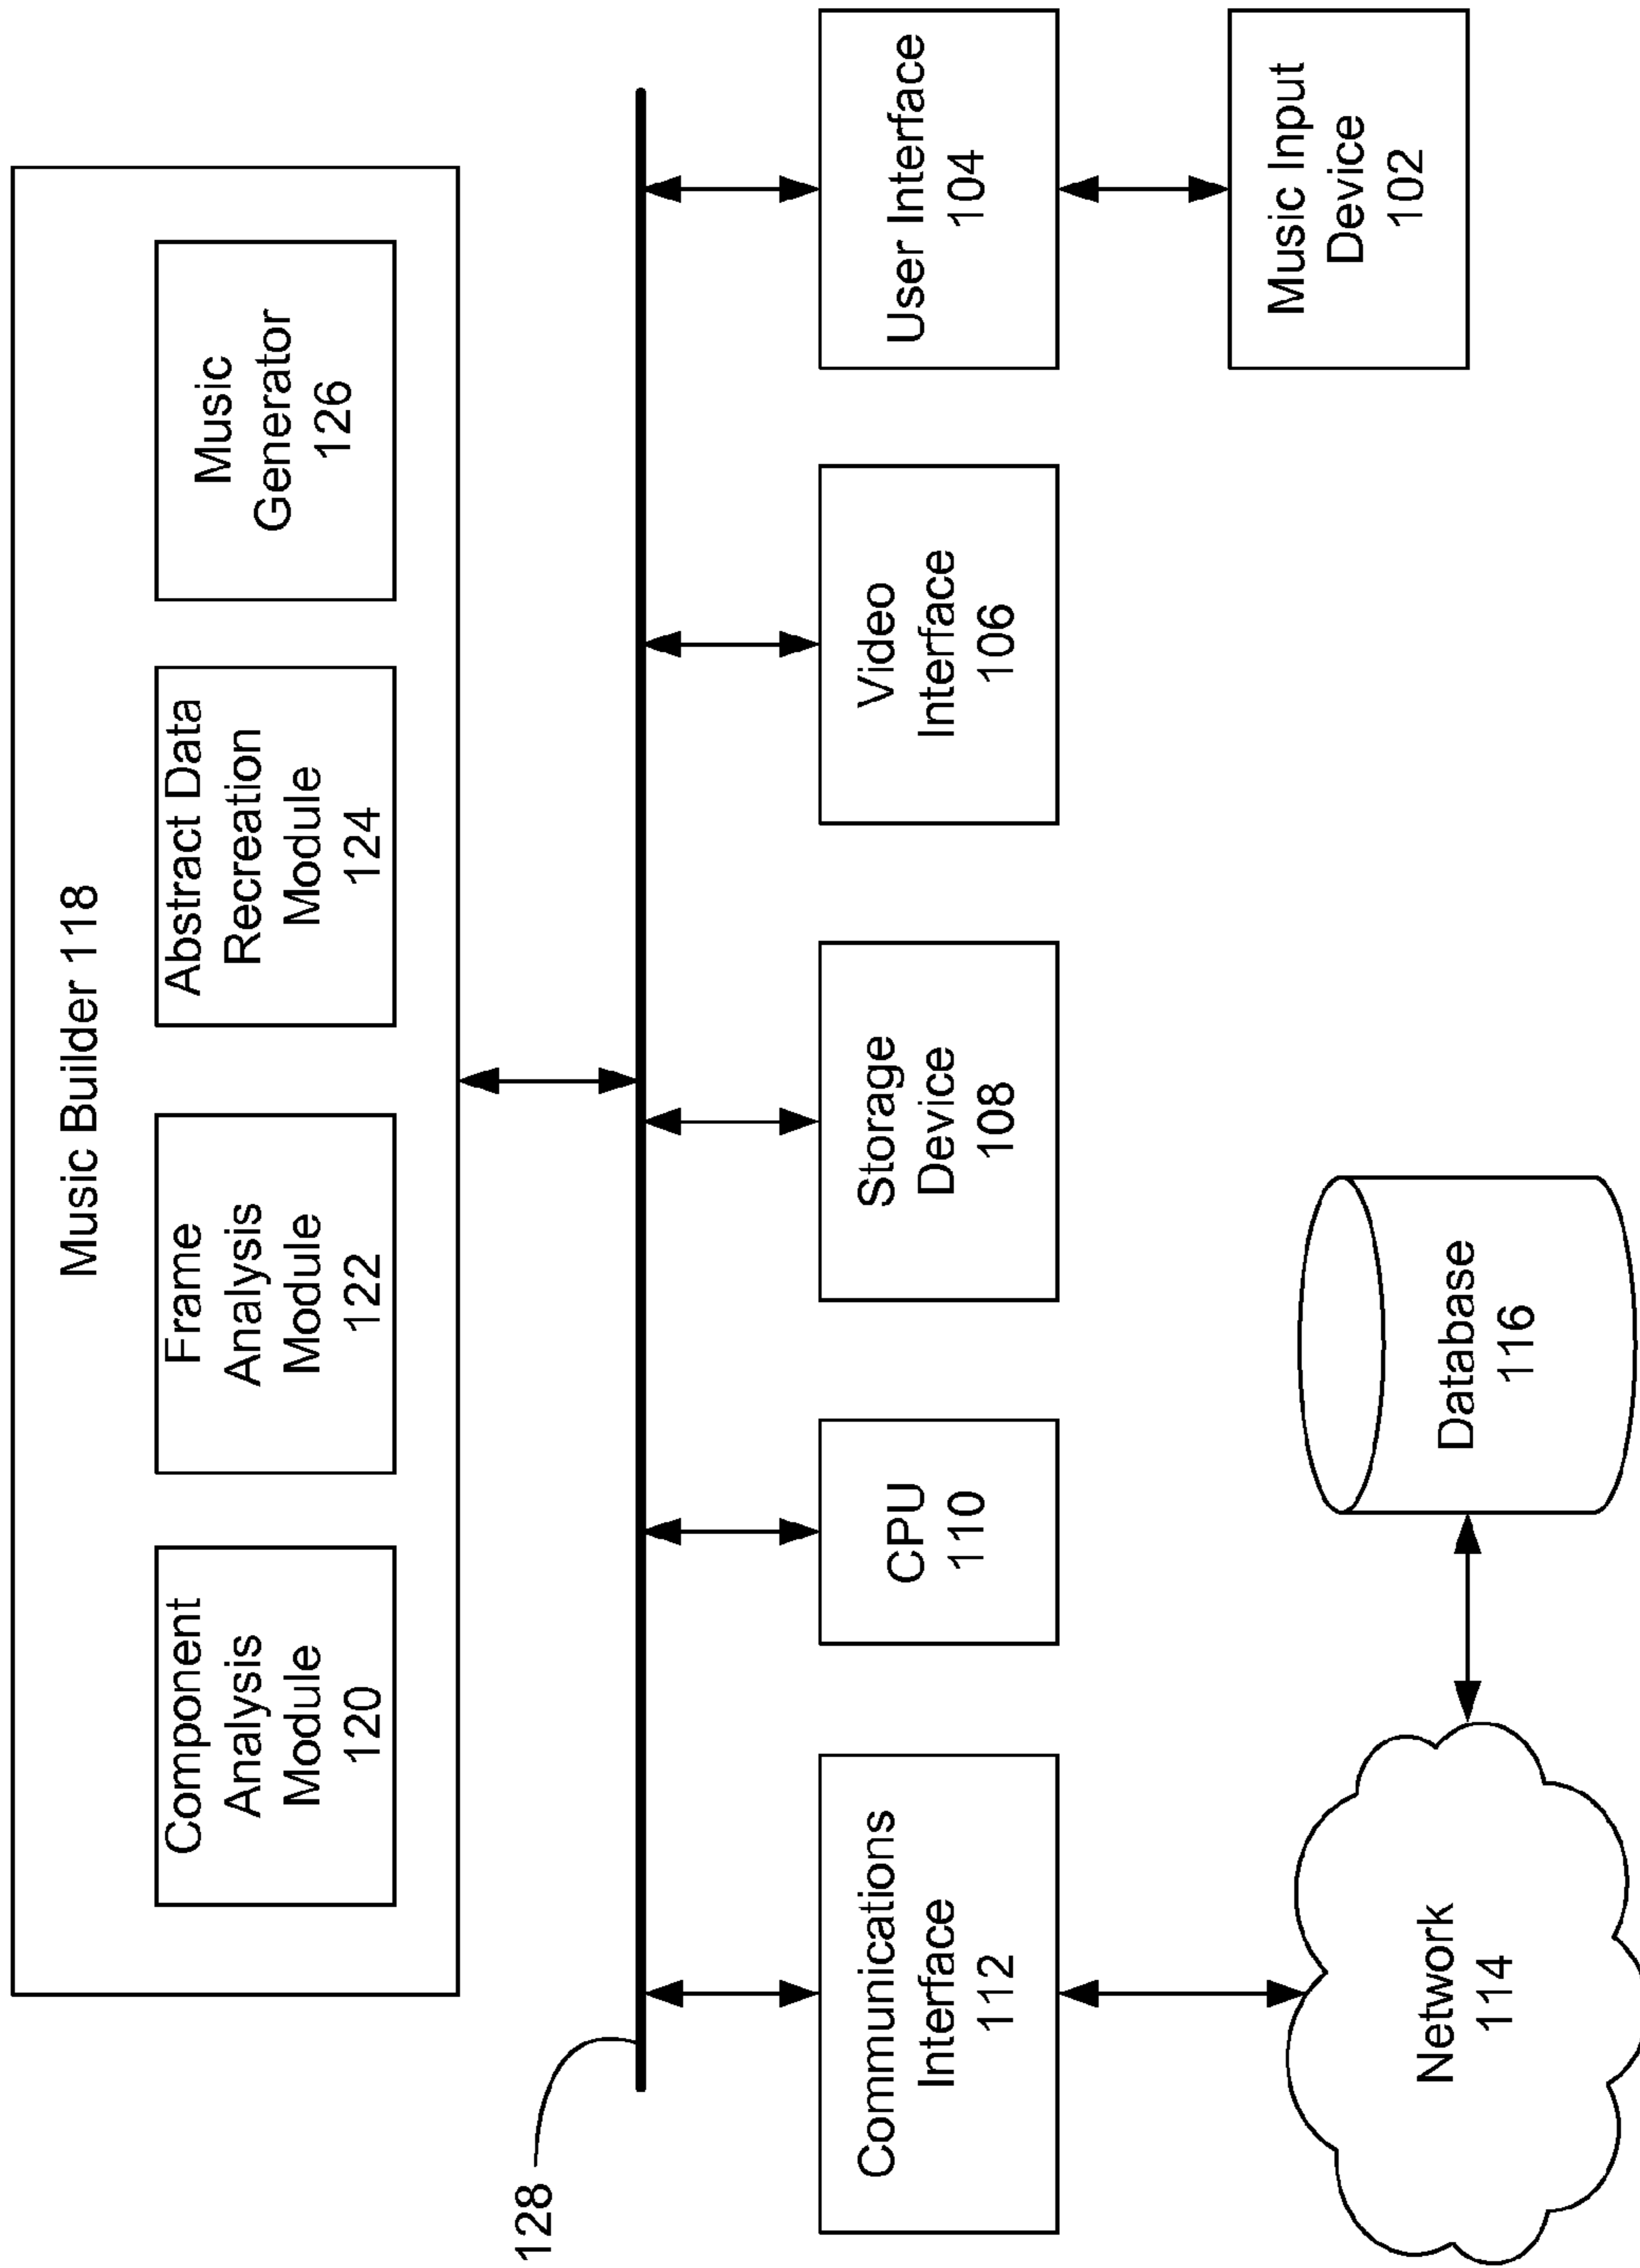 Music Builder 118
Component
Analysis
Module
120
Frame
Analysis
Module
122
Abstract Data
Recreation
Module
124
Music
Generator
126
128
Communications
Interface
112
CPU
110
Storage
Device
108
Video
Interface
106
User Interface
104
Network
114
Database
116
Music Input
Device
102